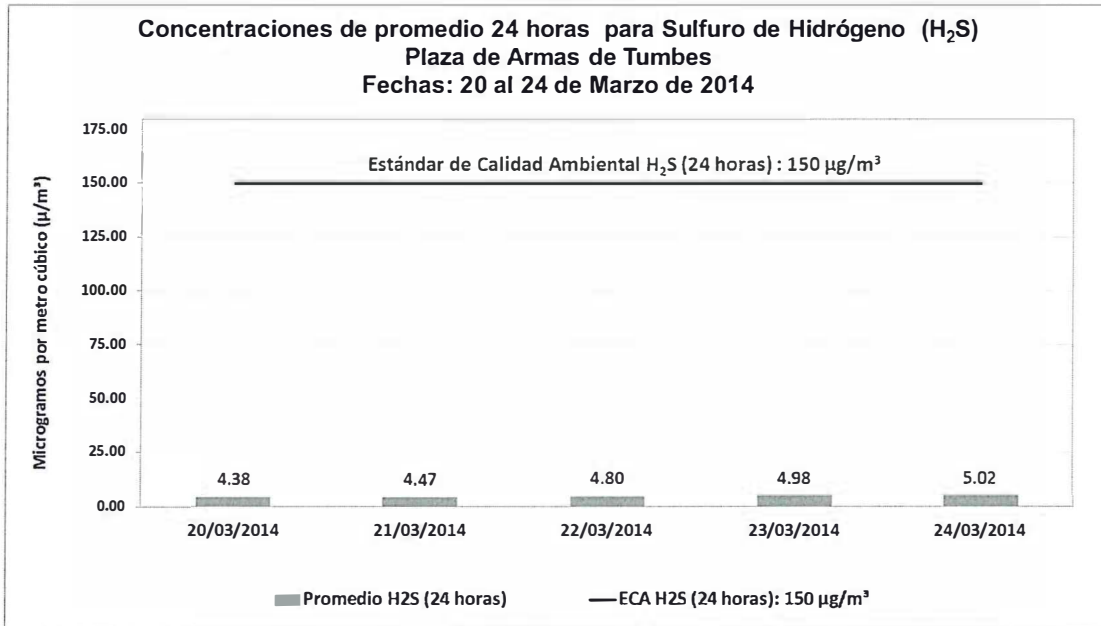 Concentraciones de promedio 24 horas para Sulfuro de Hidrógeno (H₂S)
Plaza de Armas de Tumbes
Fechas: 20 al 24 de Marzo de 2014
Microgramos por metro cúbico (µ/m³)
175.00
150.00
125.00
100.00
75.00
50.00
25.00
0.00
Estándar de Calidad Ambiental H₂S (24 horas) : 150 µg/m³
4.38 4.47 4.80 4.98 5.02
20/03/2014 21/03/2014 22/03/2014 23/03/2014 24/03/2014
Promedio H2S (24 horas) ECA H2S (24 horas): 150 µg/m³